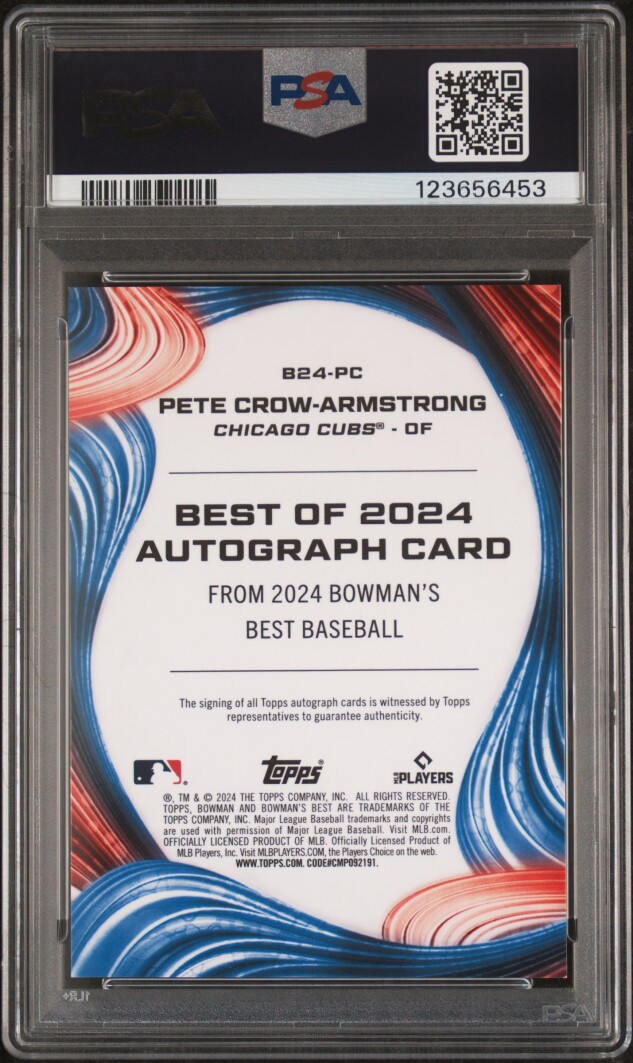 PSA
PSA
123656453
B24-PC
PETE CROW-ARMSTRONG
CHICAGO CUBS® - OF
BEST OF 2024
AUTOGRAPH CARD
FROM 2024 BOWMAN'S
BEST BASEBALL
The signing of all Topps autograph cards is witnessed by Topps
representatives to guarantee authenticity.
Topps®
MLB PLAYERS
®, TM & © 2024 THE TOPPS COMPANY, INC. ALL RIGHTS RESERVED.
TOPPS, BOWMAN AND BOWMAN'S BEST ARE TRADEMARKS OF THE
TOPPS COMPANY, INC. Major League Baseball trademarks and copyrights
are used with permission of Major League Baseball. Visit MLB.com.
OFFICIALLY LICENSED PRODUCT OF MLB. Officially Licensed Product of
MLB Players, Inc. Visit MLBPLAYERS.COM, the Players Choice on the web.
WWW.TOPPS.COM. CODE#CMP092191.
PSA